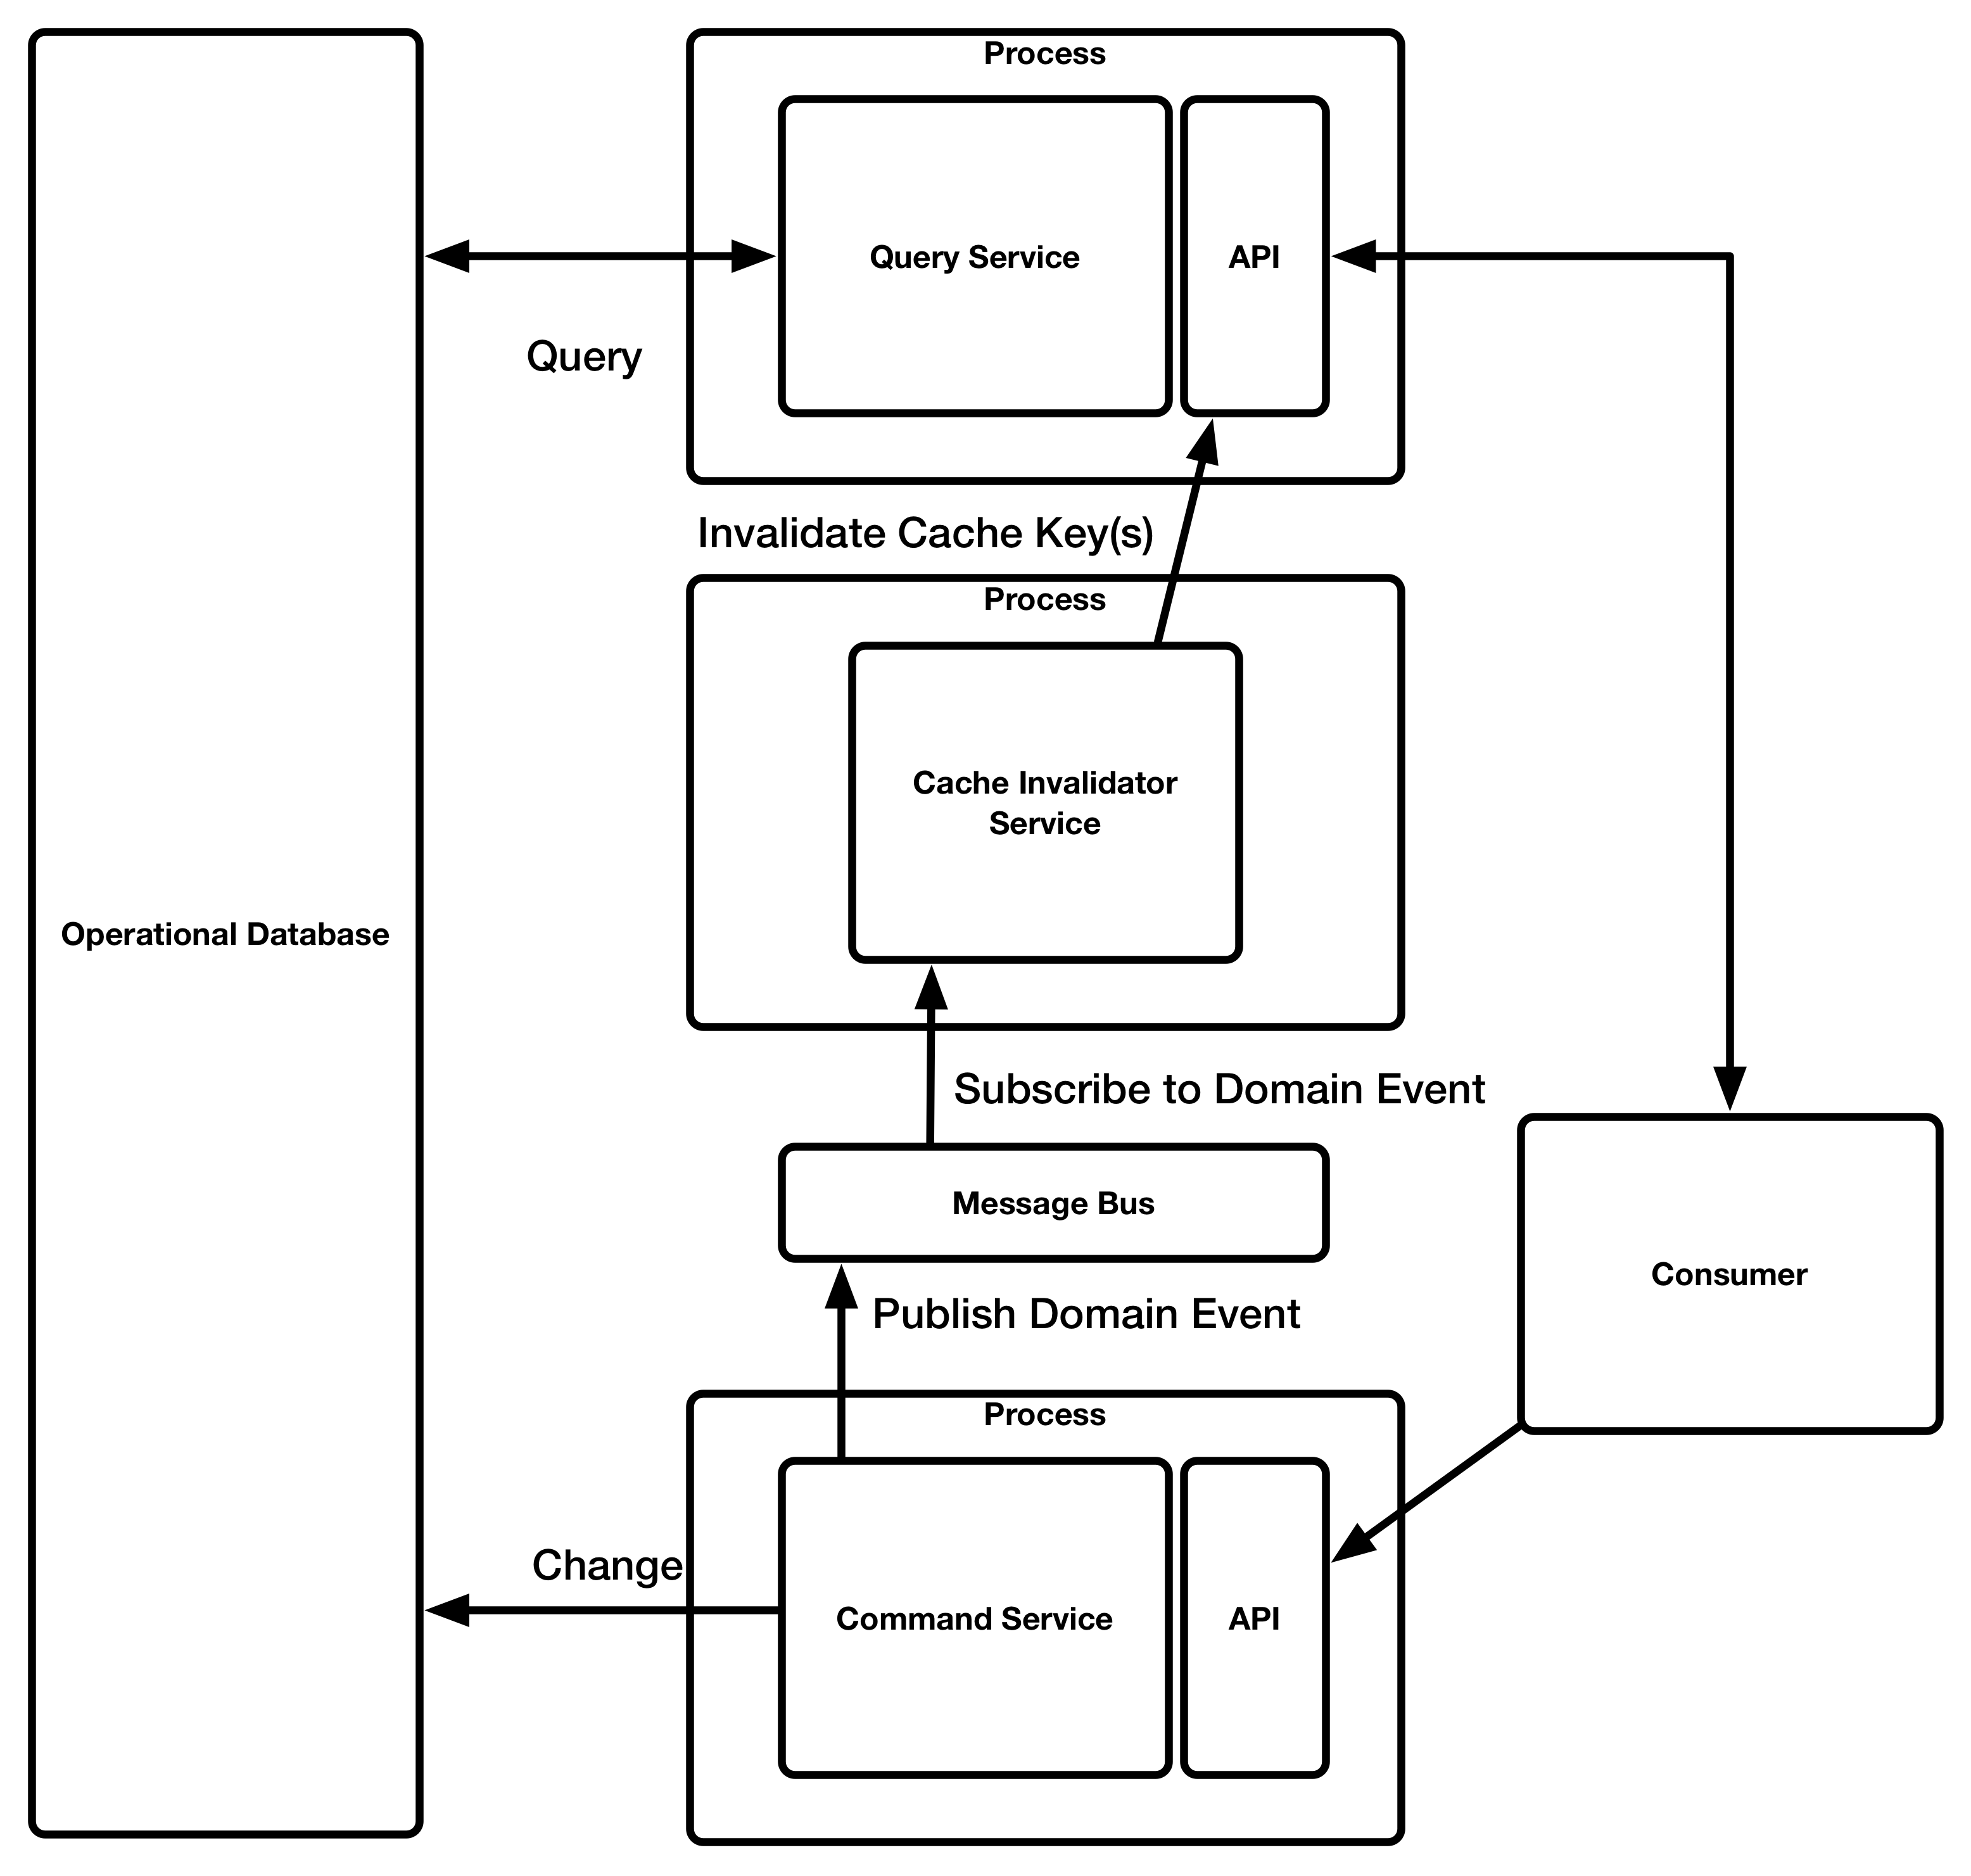 Process
Query Service
API
Query
Invalidate Cache Key(s)
Process
Cache Invalidator
Service
Operational Database
Subscribe to Domain Event
Message Bus
Consumer
Publish Domain Event
Process
Change
Command Service
API